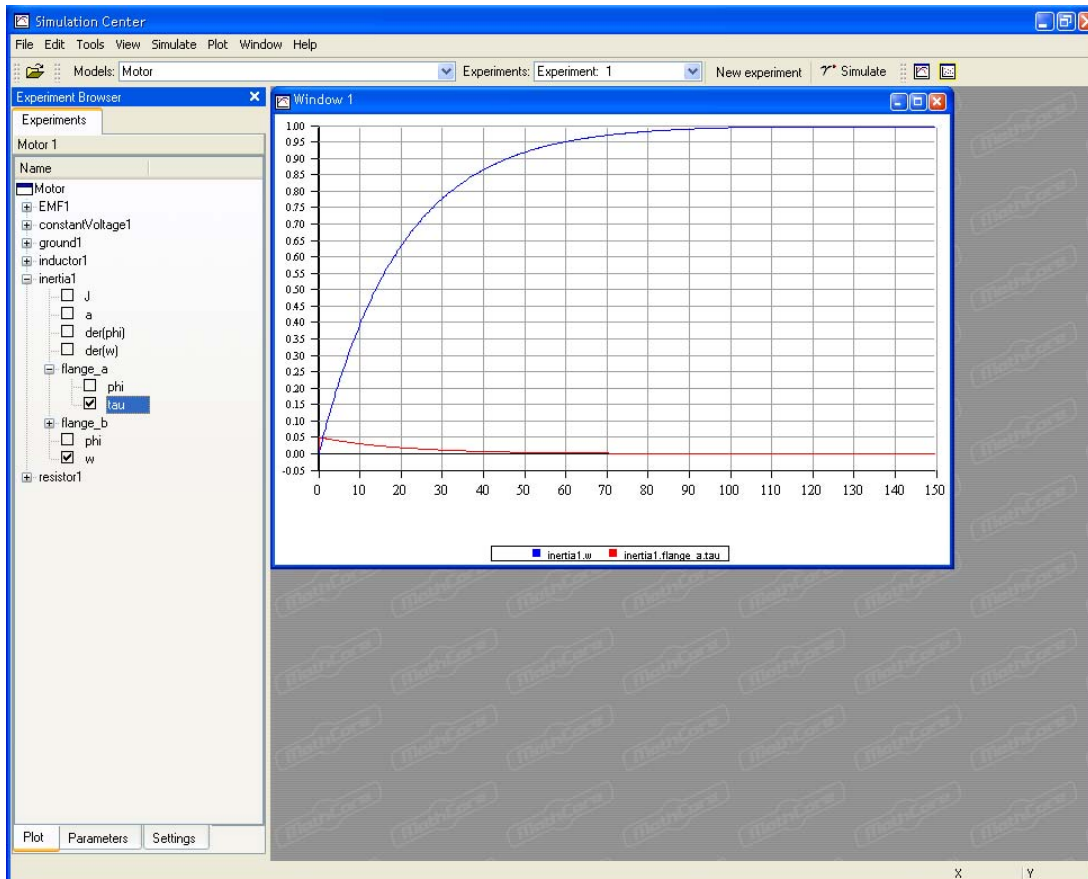 Simulation Center
File Edit Tools View Simulate Plot Window Help
Models: Motor Experiments: Experiment: 1 New experiment Simulate
Experiment Browser
Experiments
Motor 1
Name
Motor
EMF1
constantVoltage1
ground1
inductor1
inertia1
J
a
der(phi)
der(w)
flange_a
phi
tau
flange_b
phi
w
resistor1
Plot Parameters Settings
Window 1
1.00
0.95
0.90
0.85
0.80
0.75
0.70
0.65
0.60
0.55
0.50
0.45
0.40
0.35
0.30
0.25
0.20
0.15
0.10
0.05
0.00
-0.05
0 10 20 30 40 50 60 70 80 90 100 110 120 130 140 150
inertia1.w inertia1.flange_a.tau
MathCore
X Y